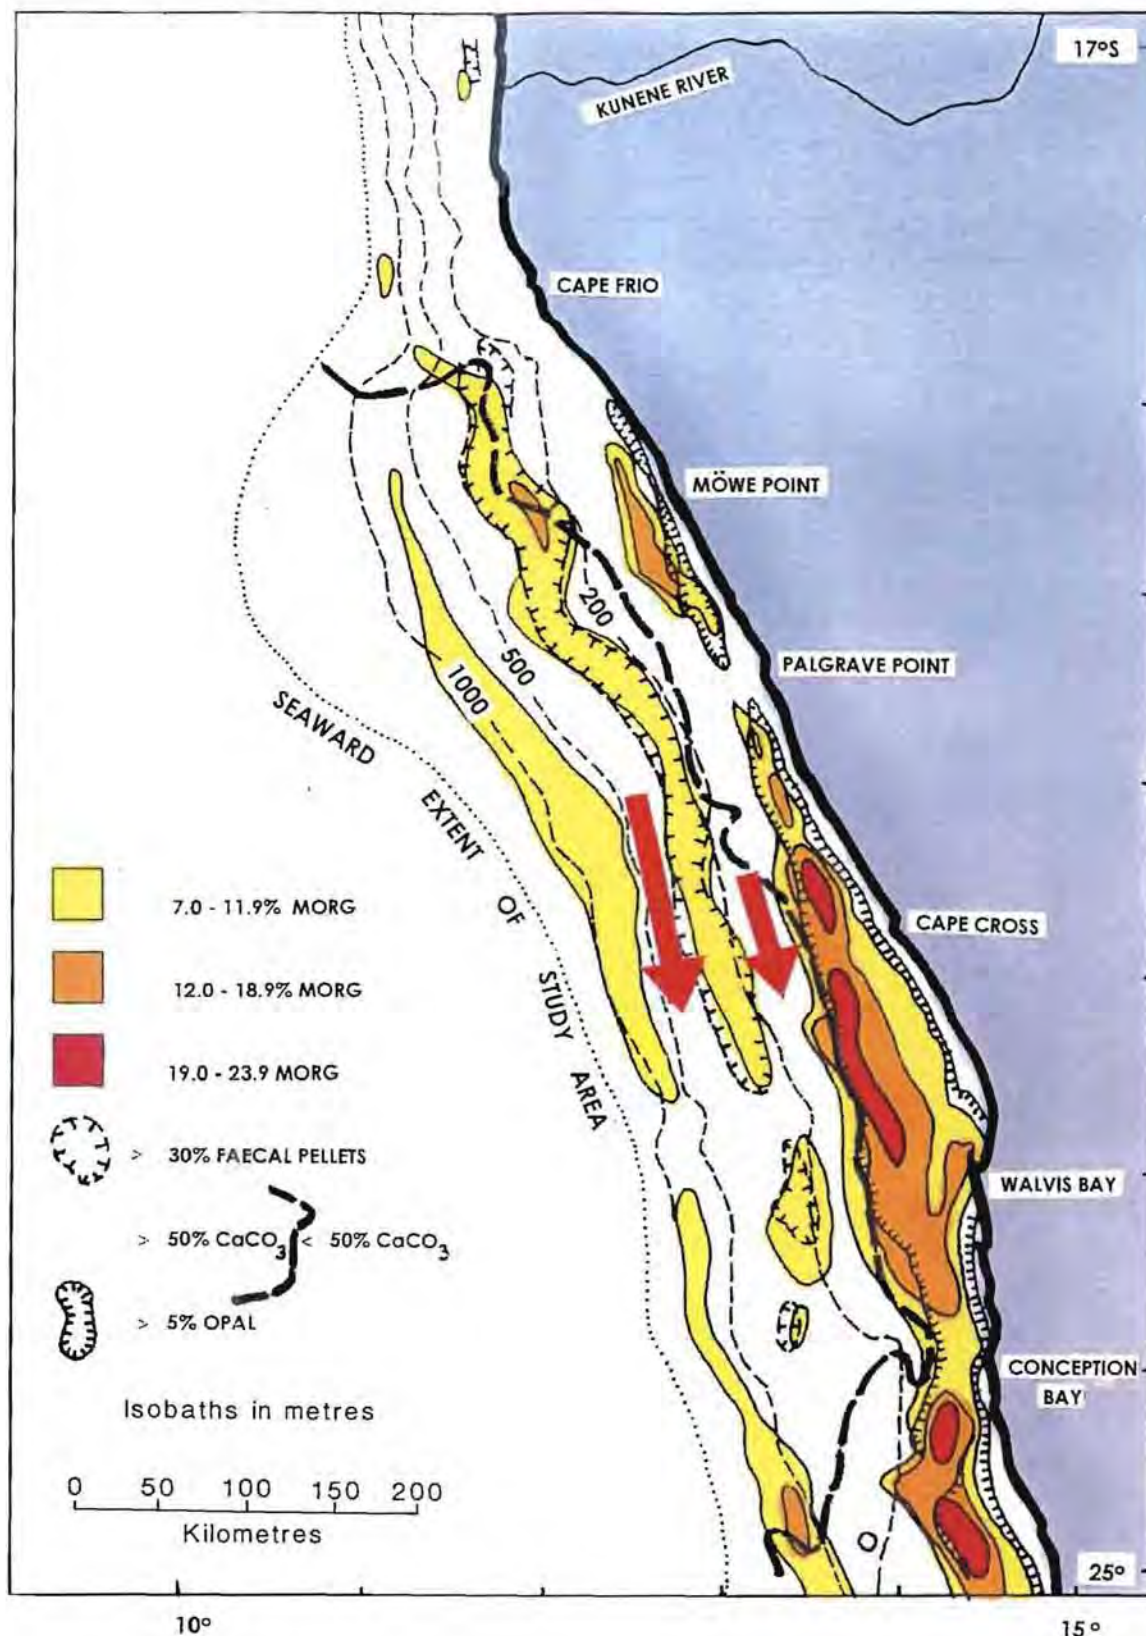 17°S
KUNENE RIVER
CAPE FRIO
MÖWE POINT
200
PALGRAVE POINT
500
1000
SEAWARD
EXTENT
OF
STUDY
AREA
7.0 - 11.9% MORG
CAPE CROSS
12.0 - 18.9% MORG
19.0 - 23.9 MORG
> 30% FAECAL PELLETS
WALVIS BAY
> 50% CaCO3 < 50% CaCO3
> 5% OPAL
CONCEPTION
BAY
Isobaths in metres
0 50 100 150 200
Kilometres
25°
10°
15°